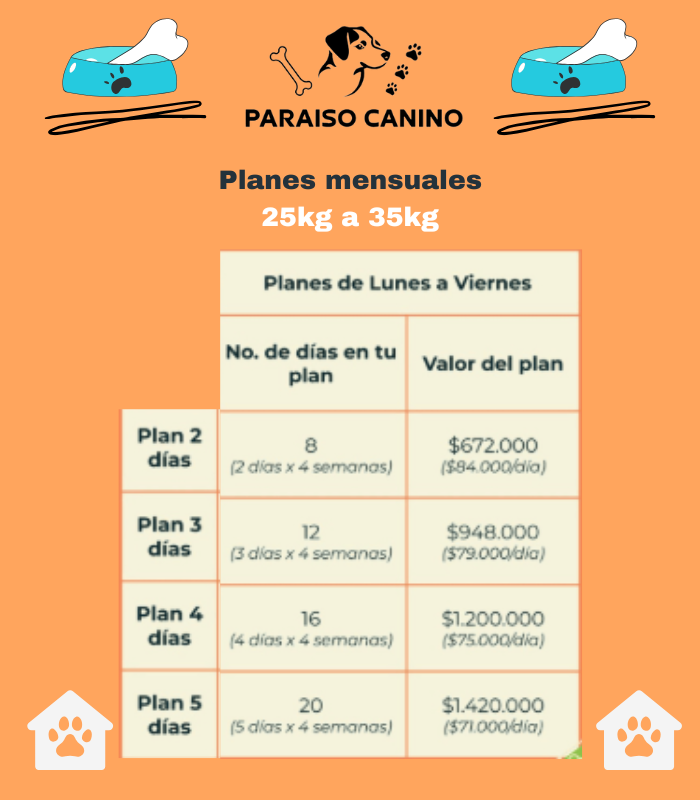 PARAISO CANINO
Planes mensuales
25kg a 35kg
Planes de Lunes a Viernes
No. de días en tu
plan
Valor del plan
Plan 2
días
8
(2 días x 4 semanas)
$672.000
($84.000/día)
Plan 3
días
12
(3 días x 4 semanas)
$948.000
($79.000/día)
Plan 4
días
16
(4 días x 4 semanas)
$1.200.000
($75.000/día)
Plan 5
días
20
(5 días x 4 semanas)
$1.420.000
($71.000/día)